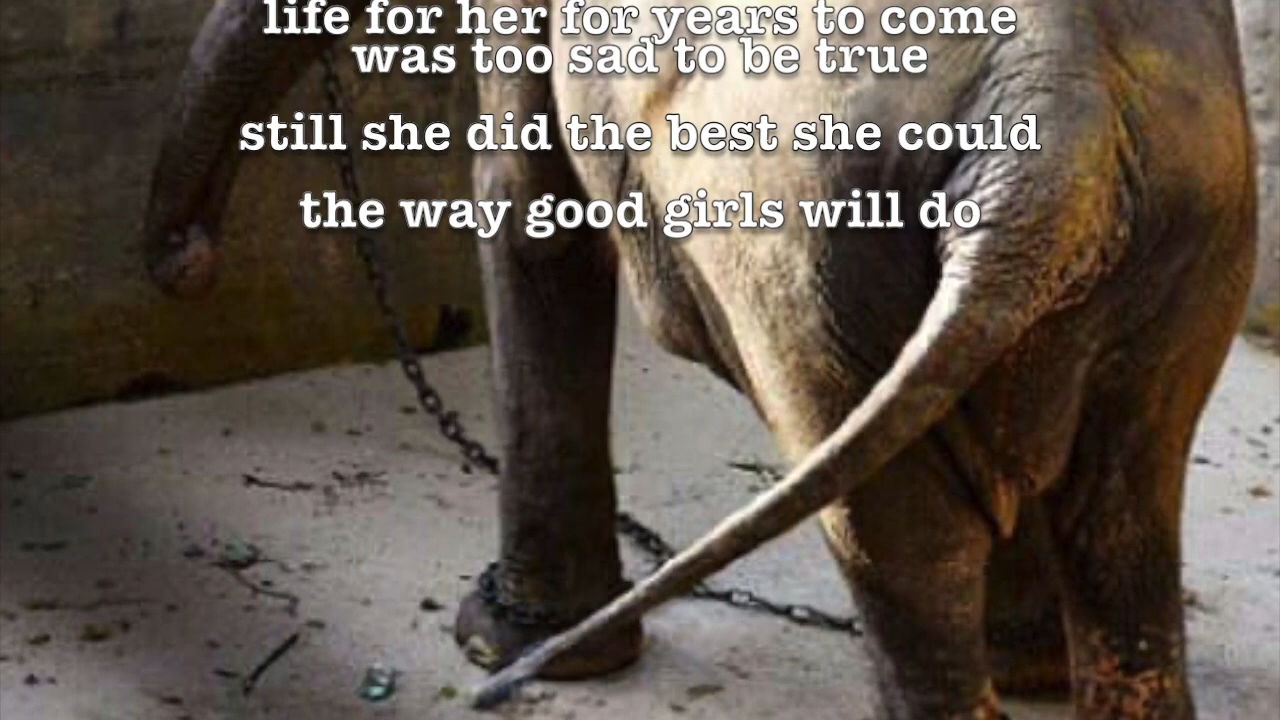 life for her for years to come
was too sad to be true
still she did the best she could
the way good girls will do